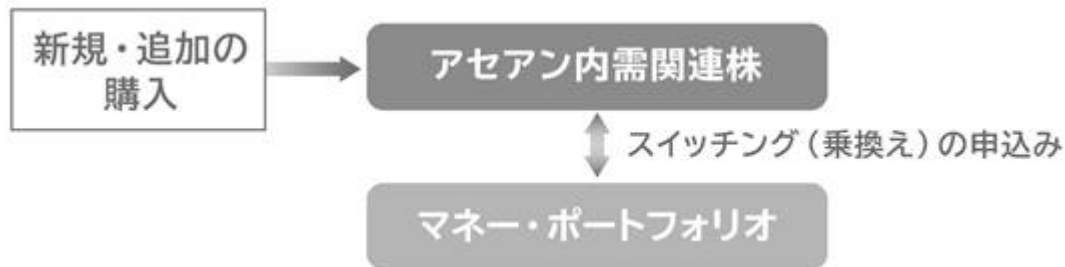 新規・追加の
購入
アセアン内需関連株
スイッチング（乗換え）の申込み
マネー・ポートフォリオ